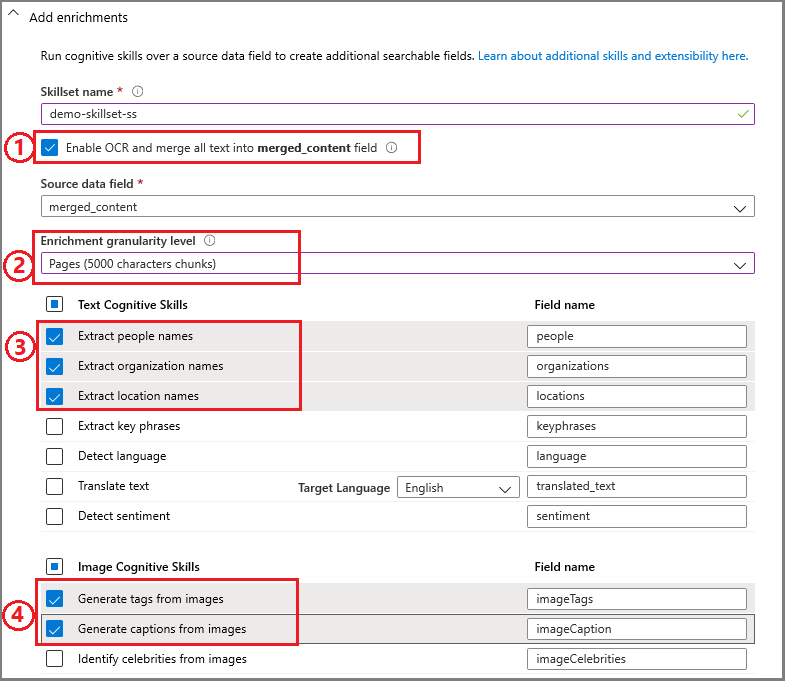 Add enrichments
Run cognitive skills over a source data field to create additional searchable fields. Learn about additional skills and extensibility here.
Skillset name *
demo-skillset-ss
1 Enable OCR and merge all text into merged_content field
Source data field *
merged_content
Enrichment granularity level
2 Pages (5000 characters chunks)
Text Cognitive Skills Field name
3 Extract people names people
Extract organization names organizations
Extract location names locations
Extract key phrases keyphrases
Detect language language
Translate text Target Language English translated_text
Detect sentiment sentiment
Image Cognitive Skills Field name
Generate tags from images imageTags
4 Generate captions from images imageCaption
Identify celebrities from images imageCelebrities